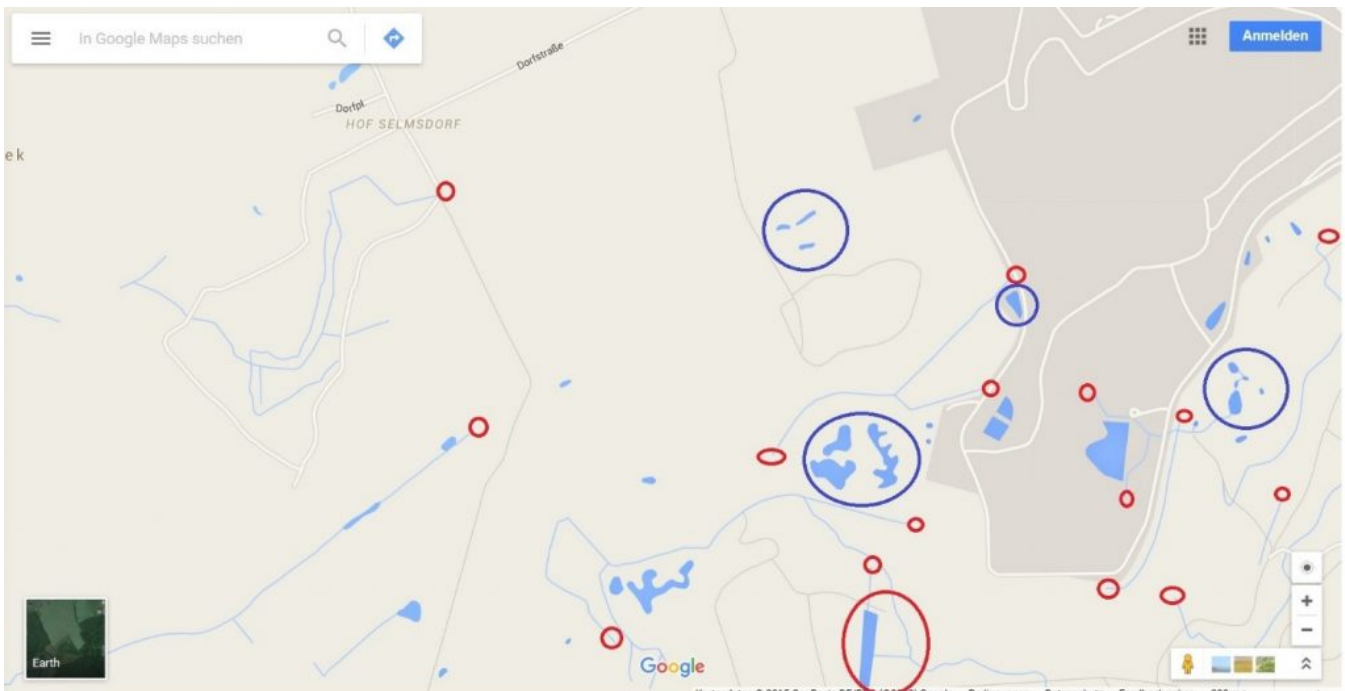 In Google Maps suchen
Anmelden
Dorfstraße
Dorfpl.
HOF SELMSDORF
ek
Earth
Google